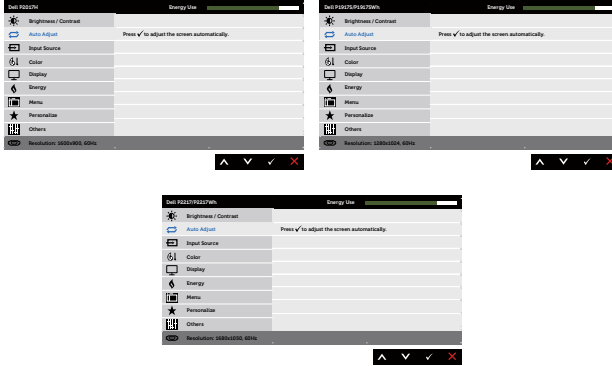 Dell P2017H
Energy Use
Brightness / Contrast
Auto Adjust
Press ✓ to adjust the screen automatically.
Input Source
Color
Display
Energy
Menu
Personalize
Others
Resolution: 1600x900, 60Hz
Dell P1917S/P1917SWh
Energy Use
Brightness / Contrast
Auto Adjust
Press ✓ to adjust the screen automatically.
Input Source
Color
Display
Energy
Menu
Personalize
Others
Resolution: 1280x1024, 60Hz
Dell P2217/P2217Wh
Energy Use
Brightness / Contrast
Auto Adjust
Press ✓ to adjust the screen automatically.
Input Source
Color
Display
Energy
Menu
Personalize
Others
Resolution: 1680x1050, 60Hz